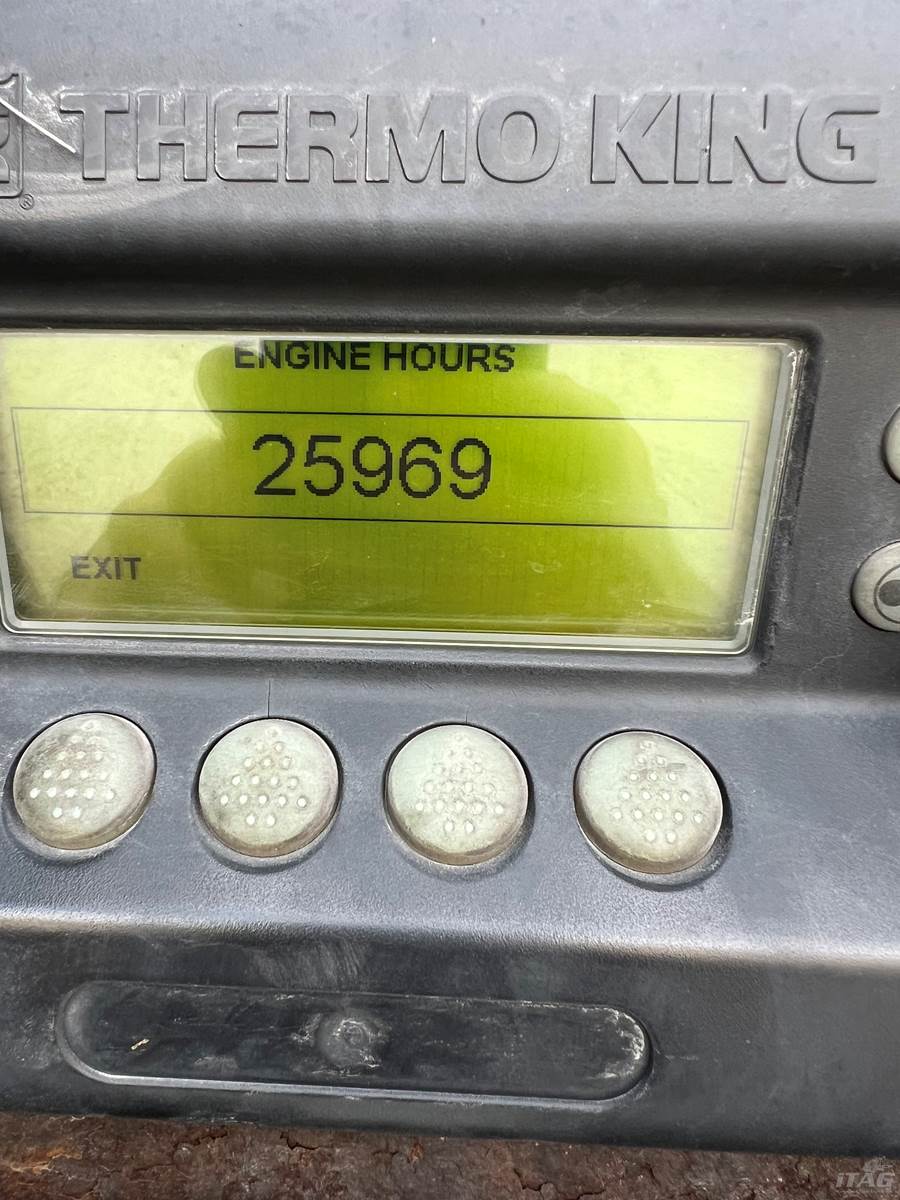 THERMO KING
®
ENGINE HOURS
25969
EXIT
ITAG